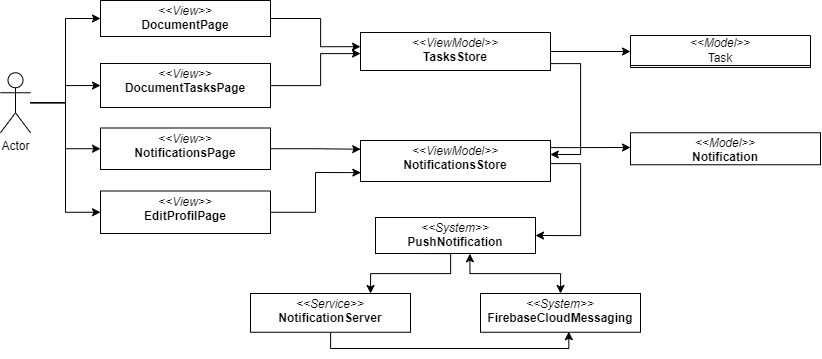 <<View>>
DocumentPage
<<View>>
DocumentTasksPage
<<View>>
NotificationsPage
<<View>>
EditProfilPage
Actor
<<ViewModel>>
TasksStore
<<ViewModel>>
NotificationsStore
<<Model>>
Task
<<Model>>
Notification
<<System>>
PushNotification
<<Service>>
NotificationServer
<<System>>
FirebaseCloudMessaging